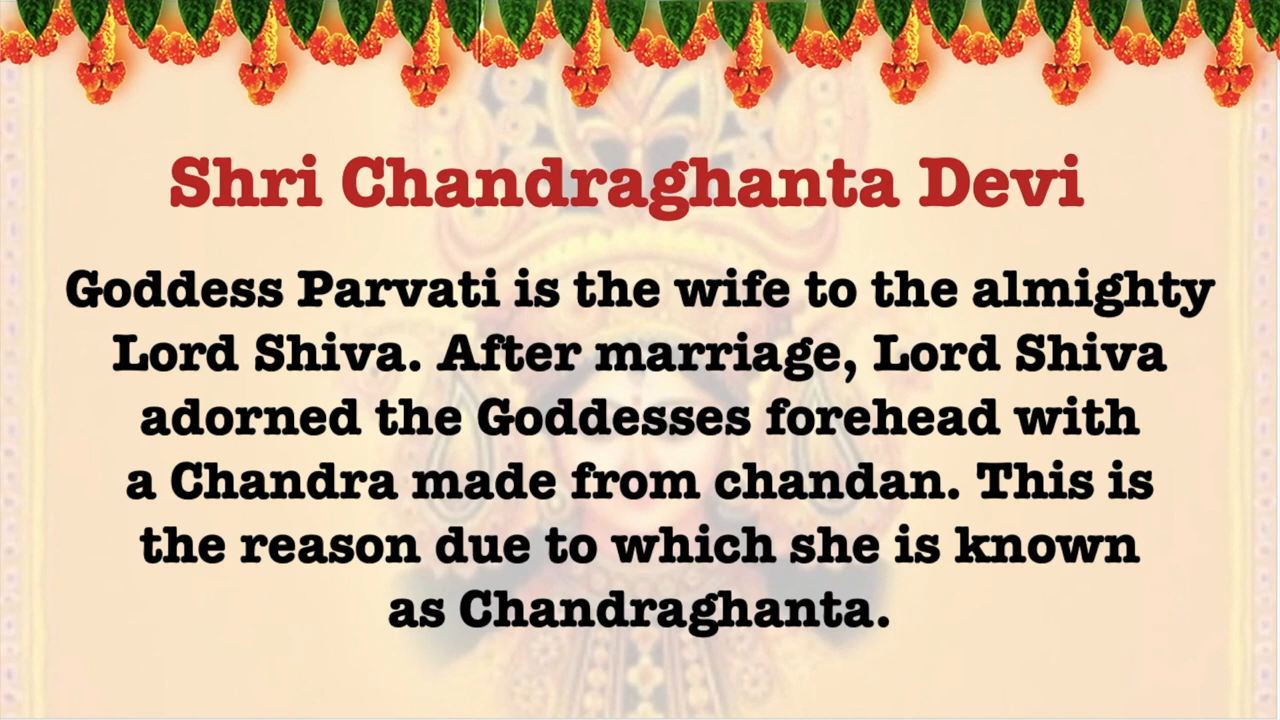 Shri Chandraghanta Devi
Goddess Parvati is the wife to the almighty
Lord Shiva. After marriage, Lord Shiva
adorned the Goddesses forehead with
a Chandra made from chandan. This is
the reason due to which she is known
as Chandraghanta.